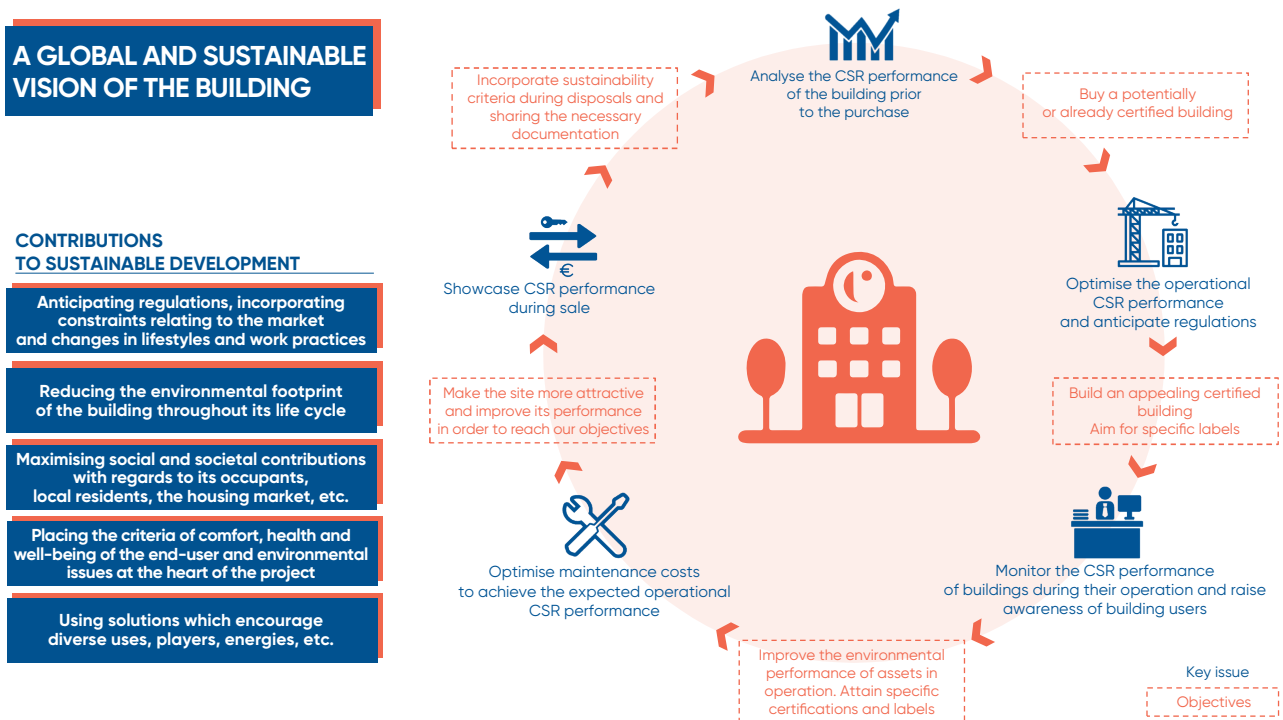 A GLOBAL AND SUSTAINABLE
VISION OF THE BUILDING
CONTRIBUTIONS
TO SUSTAINABLE DEVELOPMENT
Anticipating regulations, incorporating
constraints relating to the market
and changes in lifestyles and work practices
Reducing the environmental footprint
of the building throughout its life cycle
Maximising social and societal contributions
with regards to its occupants,
local residents, the housing market, etc.
Placing the criteria of comfort, health and
well-being of the end-user and environmental
issues at the heart of the project
Using solutions which encourage
diverse uses, players, energies, etc.
Analyse the CSR performance
of the building prior
to the purchase
Buy a potentially
or already certified building
Optimise the operational
CSR performance
and anticipate regulations
Build an appealing certified
building
Aim for specific labels
Monitor the CSR performance
of buildings during their operation and raise
awareness of building users
Improve the environmental
performance of assets in
operation. Attain specific
certifications and labels
Optimise maintenance costs
to achieve the expected operational
CSR performance
Make the site more attractive
and improve its performance
in order to reach our objectives
€
Showcase CSR performance
during sale
Incorporate sustainability
criteria during disposals and
sharing the necessary
documentation
Key issue
Objectives